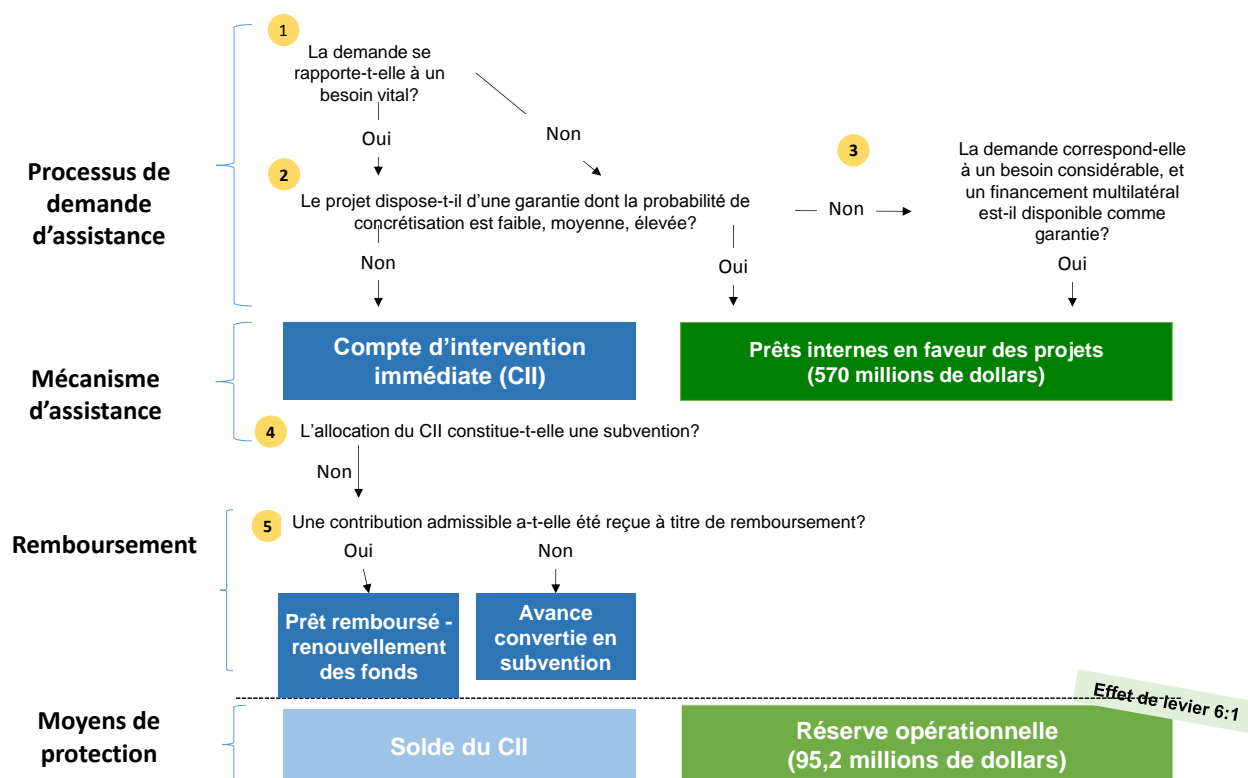 1
La demande se
rapporte-t-elle à un
besoin vital?
Oui
Non
Processus de
demande
d'assistance
2
Le projet dispose-t-il d'une garantie dont la probabilité de
concrétisation est faible, moyenne, élevée?
Non
Oui
Non
3
La demande correspond-elle
à un besoin considérable, et
un financement multilatéral
est-il disponible comme
garantie?
Oui
Mécanisme
d'assistance
Compte d'intervention
immédiate (CII)
Prêts internes en faveur des projets
(570 millions de dollars)
4
L'allocation du CII constitue-t-elle une subvention?
Non
Remboursement
5
Une contribution admissible a-t-elle été reçue à titre de remboursement?
Oui
Non
Prêt remboursé -
renouvellement
des fonds
Avance
convertie en
subvention
Effet de levier 6:1
Moyens de
protection
Solde du CII
Réserve opérationnelle
(95,2 millions de dollars)